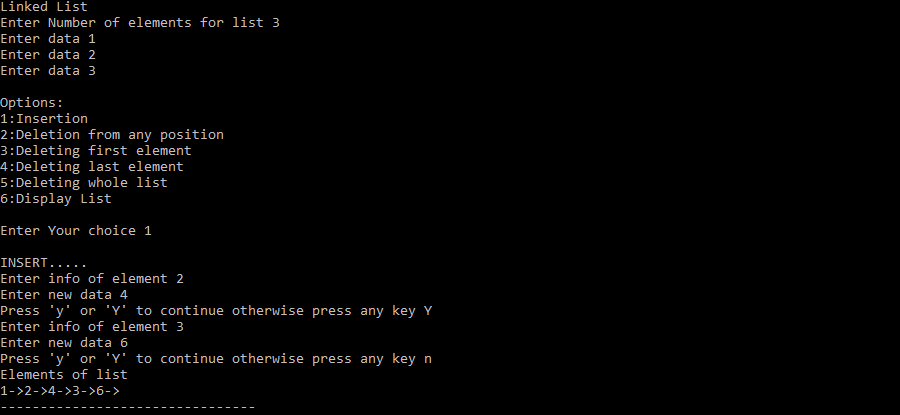 Linked List
Enter Number of elements for list 3
Enter data 1
Enter data 2
Enter data 3
Options:
1:Insertion
2:Deletion from any position
3:Deleting first element
4:Deleting last element
5:Deleting whole list
6:Display List
Enter Your choice 1
INSERT.....
Enter info of element 2
Enter new data 4
Press 'y' or 'Y' to continue otherwise press any key Y
Enter info of element 3
Enter new data 6
Press 'y' or 'Y' to continue otherwise press any key n
Elements of list
1->2->4->3->6->
--------------------------------